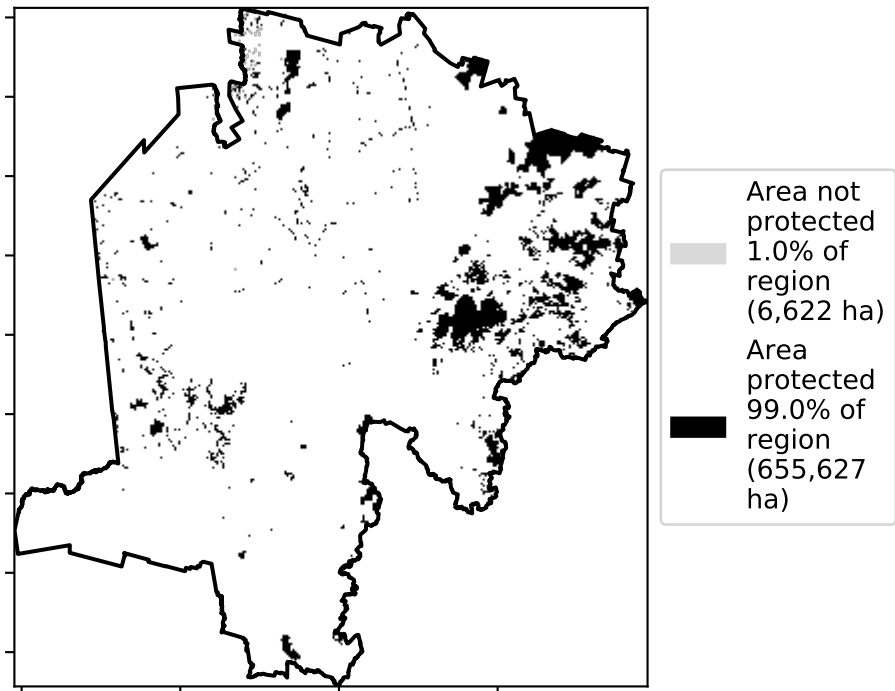 Area not
protected
1.0% of
region
(6,622 ha)
Area
protected
99.0% of
region
(655,627
ha)